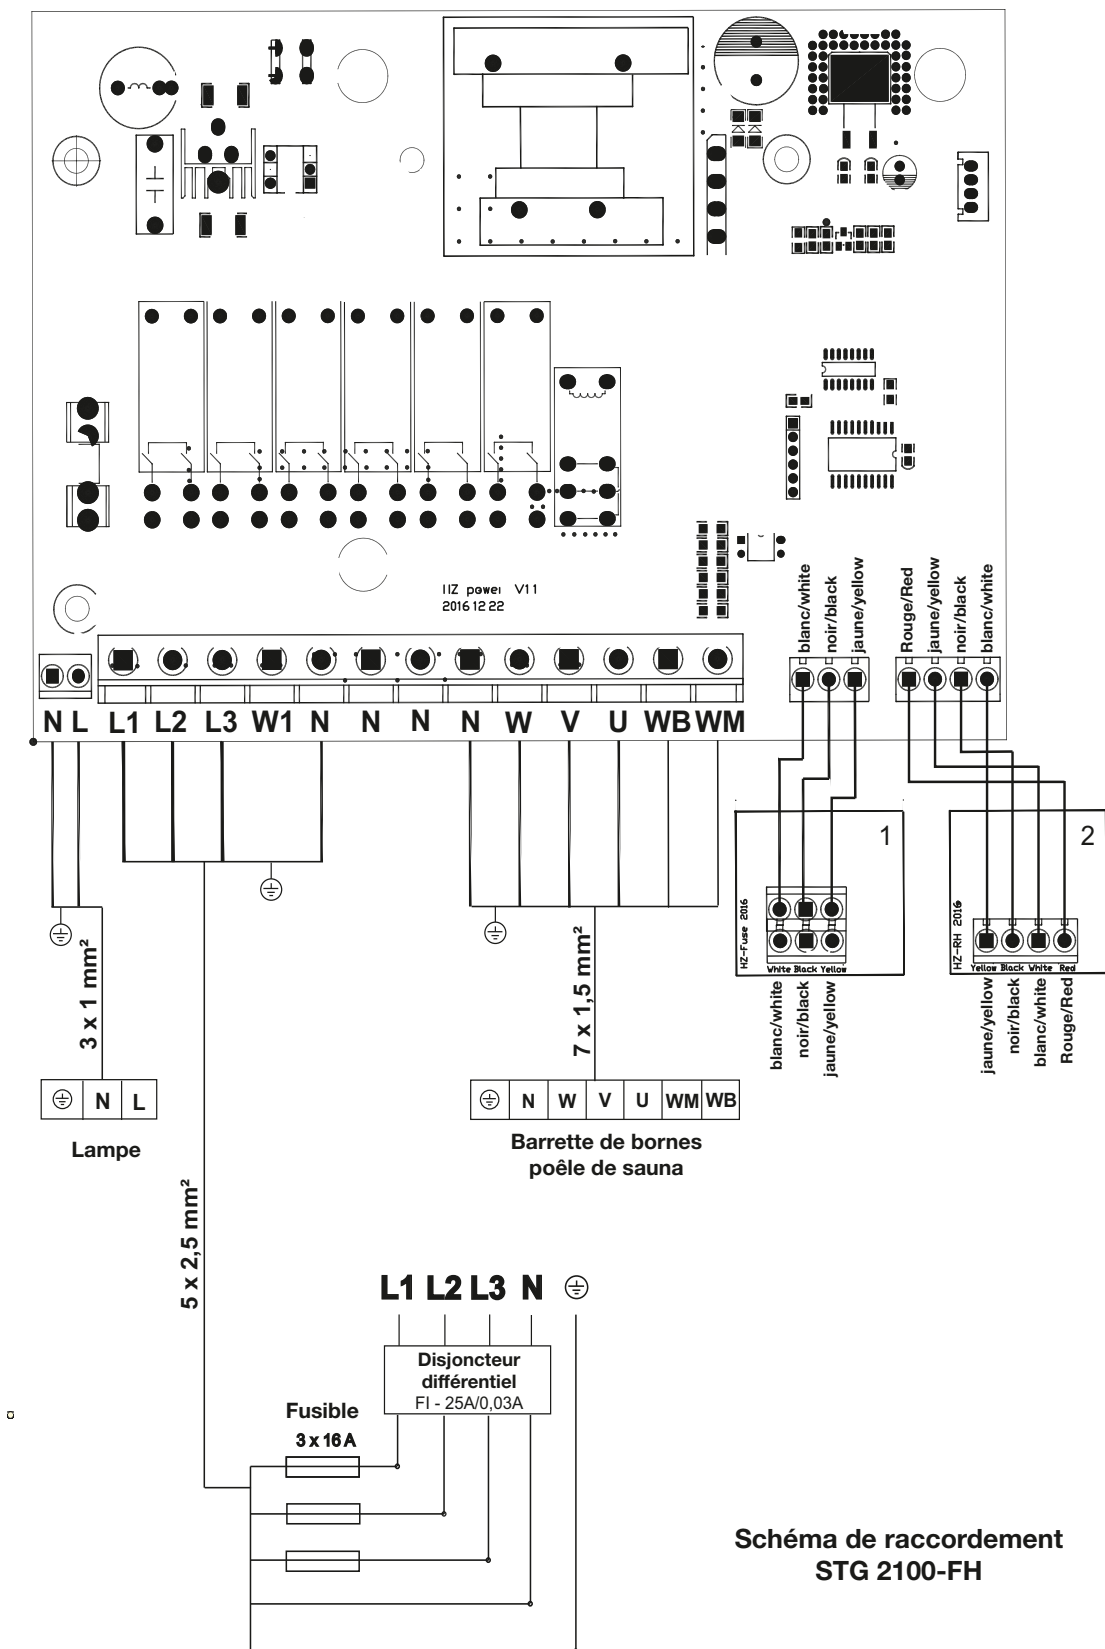 IIZ power V11
2016 12 22
blanc/white
noir/black
jaune/yellow
Rouge/Red
jaune/yellow
noir/black
blanc/white
N L L1 L2 L3 W1 N N N N W V U WB WM
1
2
HZ-Fuse 2016
White Black Yellow
HZ-RH 2016
Yellow Black White Red
blanc/white
noir/black
jaune/yellow
jaune/yellow
noir/black
blanc/white
Rouge/Red
3 x 1 mm²
7 x 1,5 mm²
N L
Lampe
N W V U WM WB
Barrette de bornes
poêle de sauna
5 x 2,5 mm²
L1 L2 L3 N
Disjoncteur
différentiel
FI - 25A/0,03A
Fusible
3 x 16 A
Schéma de raccordement
STG 2100-FH